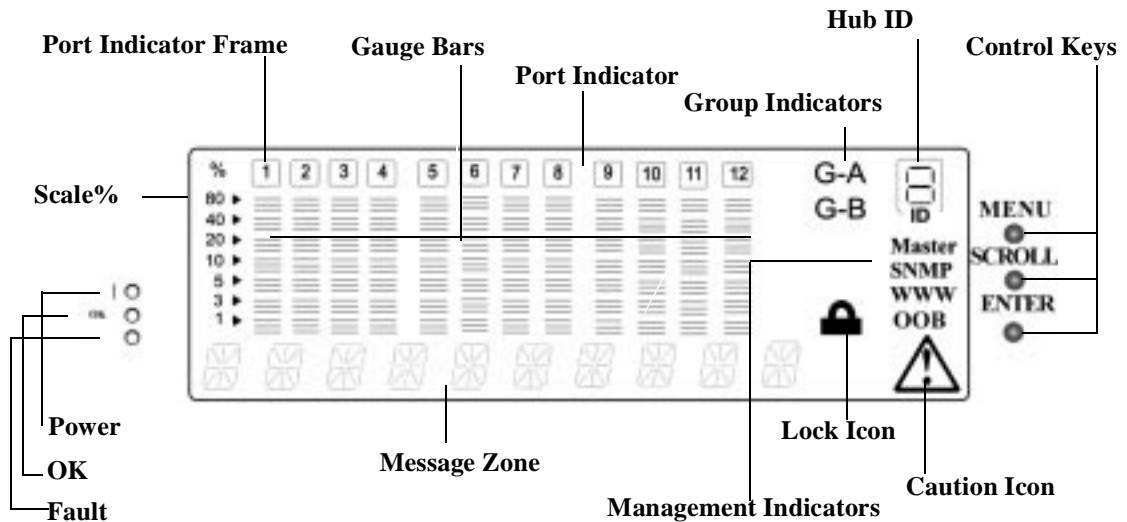 Hub ID
Port Indicator Frame
Gauge Bars
Control Keys
Port Indicator
Group Indicators
% 1 2 3 4 5 6 7 8 9 10 11 12
G-A
G-B
ID
Scale%
80
40
20
10
5
3
1
MENU
Master
SCROLL
SNMP
WWW
ENTER
OOB
|
OK
Power
OK
Fault
Message Zone
Lock Icon
Management Indicators
Caution Icon